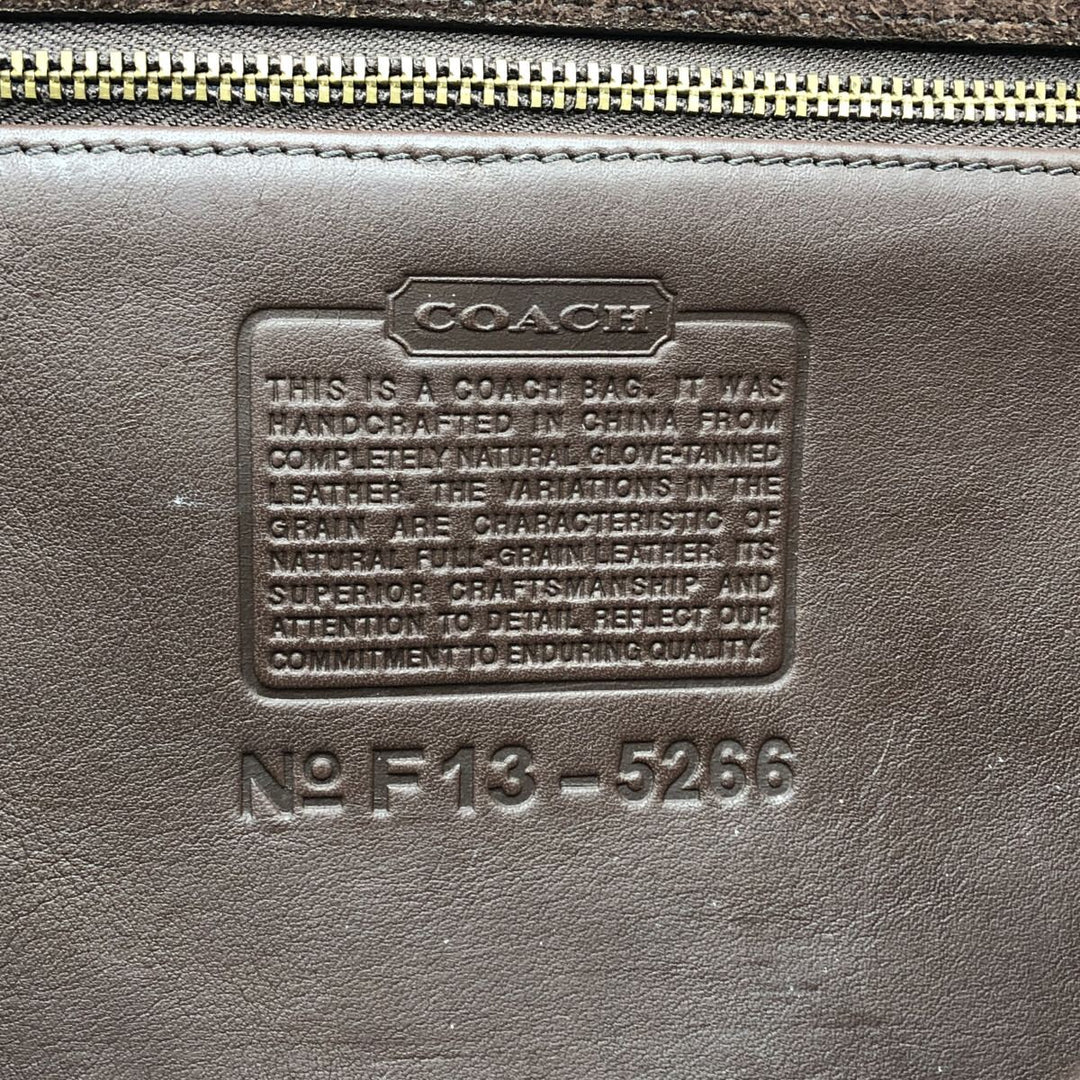 COACH
THIS IS A COACH BAG. IT WAS
HANDCRAFTED IN CHINA FROM
COMPLETELY NATURAL GLOVE-TANNED
LEATHER. THE VARIATIONS IN THE
GRAIN ARE CHARACTERISTIC OF
NATURAL FULL-GRAIN LEATHER. ITS
SUPERIOR CRAFTSMANSHIP AND
ATTENTION TO DETAIL REFLECT OUR
COMMITMENT TO ENDURING QUALITY.
Nº F13-5266